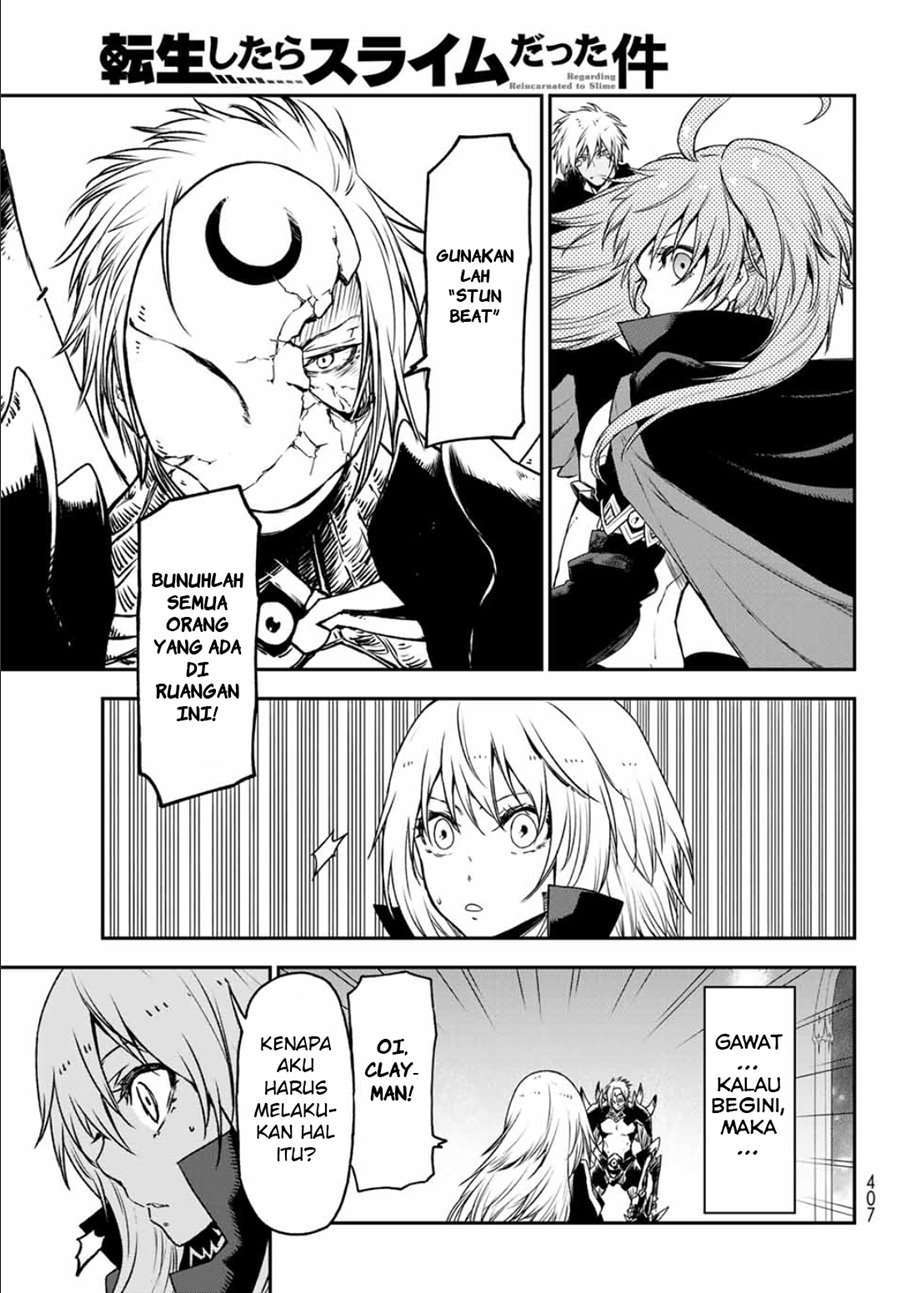 転生したらスライムだった件
Regarding
Reincarnated to Slime
GUNAKAN
LAH
"STUN
BEAT"
BUNUHLAH
SEMUA
ORANG
YANG ADA
DI
RUANGAN
INI!
GAWAT
...
KALAU
BEGINI,
MAKA
...
OI,
CLAY-
MAN!
KENAPA
AKU
HARUS
MELAKU-
KAN HAL
ITU?
407